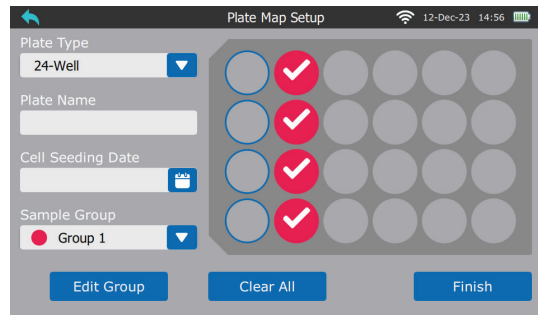 Plate Map Setup
12-Dec-23 14:56
Plate Type
24-Well
Plate Name
Cell Seeding Date
Sample Group
Group 1
Edit Group
Clear All
Finish